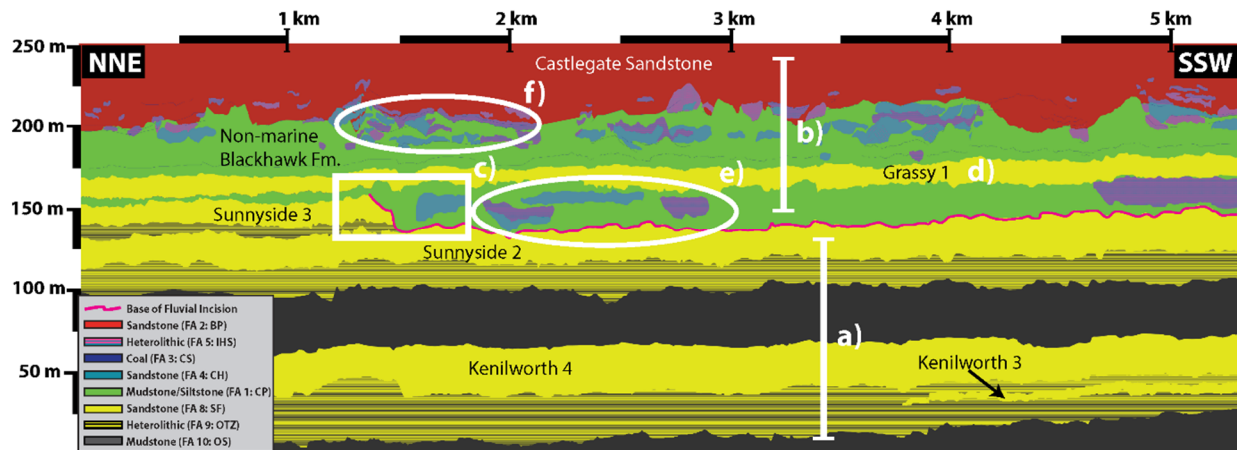 1 km 2 km 3 km 4 km 5 km
250 m
NNE
SSW
Castlegate Sandstone
f)
200 m
b)
Non-marine
Blackhawk Fm.
c)
e)
Grassy 1 d)
150 m
Sunnyside 3
Sunnyside 2
100 m
Base of Fluvial Incision
Sandstone (FA 2: BP)
Heterolithic (FA 5: IHS)
Coal (FA 3: CS)
Sandstone (FA 4: CH)
Mudstone/Siltstone (FA 1: CP)
Sandstone (FA 8: SF)
Heterolithic (FA 9: OTZ)
Mudstone (FA 10: OS)
a)
50 m
Kenilworth 4
Kenilworth 3